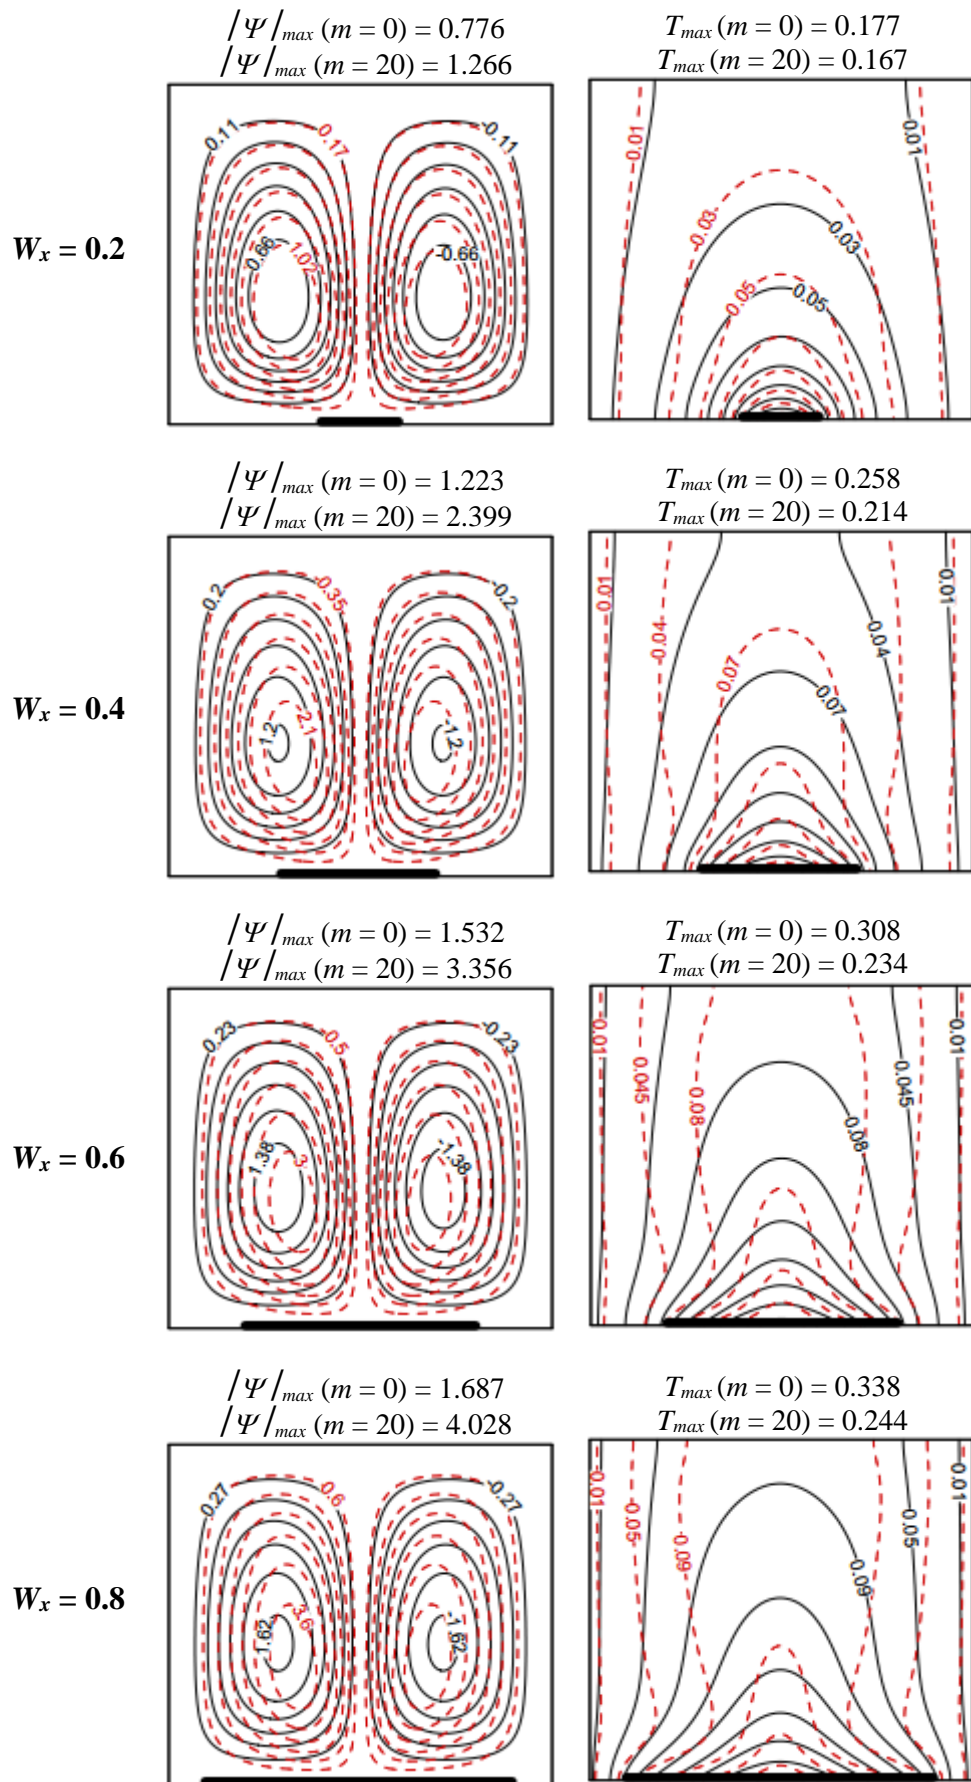 |Ψ|max (m = 0) = 0.776
|Ψ|max (m = 20) = 1.266
Tmax (m = 0) = 0.177
Tmax (m = 20) = 0.167
Wx = 0.2
0.11
0.17
-0.11
0.66
1.02
-0.66
0.01
0.01
0.03
0.03
0.05
0.05
|Ψ|max (m = 0) = 1.223
|Ψ|max (m = 20) = 2.399
Tmax (m = 0) = 0.258
Tmax (m = 20) = 0.214
Wx = 0.4
0.2
0.35
-0.2
1.2
2.1
-1.2
0.01
0.04
0.07
0.07
0.04
0.01
|Ψ|max (m = 0) = 1.532
|Ψ|max (m = 20) = 3.356
Tmax (m = 0) = 0.308
Tmax (m = 20) = 0.234
Wx = 0.6
0.23
0.5
-0.23
1.38
3
-1.38
0.01
0.045
0.08
0.08
0.045
0.01
|Ψ|max (m = 0) = 1.687
|Ψ|max (m = 20) = 4.028
Tmax (m = 0) = 0.338
Tmax (m = 20) = 0.244
Wx = 0.8
0.27
0.6
-0.27
1.62
3.6
-1.62
0.01
0.05
0.09
0.09
0.05
0.01